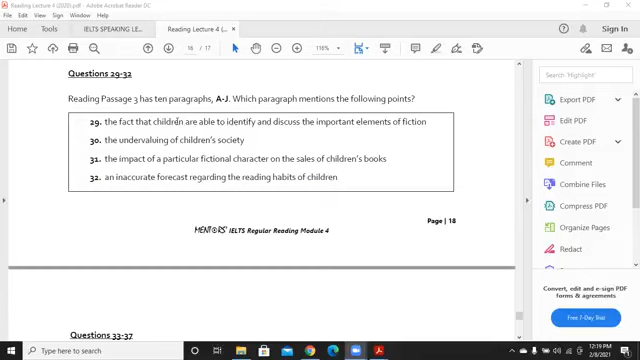 Reading Lecture 4 (2020).pdf - Adobe Acrobat Reader DC
File Edit View Sign Window Help
Home Tools IELTS SPEAKING LE... Reading Lecture 4 (... × Sign In
16 / 17 116%
Questions 29-32
Reading Passage 3 has ten paragraphs, A-J. Which paragraph mentions the following points?
29. the fact that children are able to identify and discuss the important elements of fiction
30. the undervaluing of children's society
31. the impact of a particular fictional character on the sales of children's books
32. an inaccurate forecast regarding the reading habits of children
Page | 18
MENTORS' IELTS Regular Reading Module 4
Questions 33-37
Search 'Highlight'
Export PDF
Edit PDF
Create PDF
Comment
Combine Files
Compress PDF
Organize Pages
Redact
Convert, edit and e-sign PDF
forms & agreements
Free 7-Day Trial
Type here to search
12:19 PM
2/8/2021